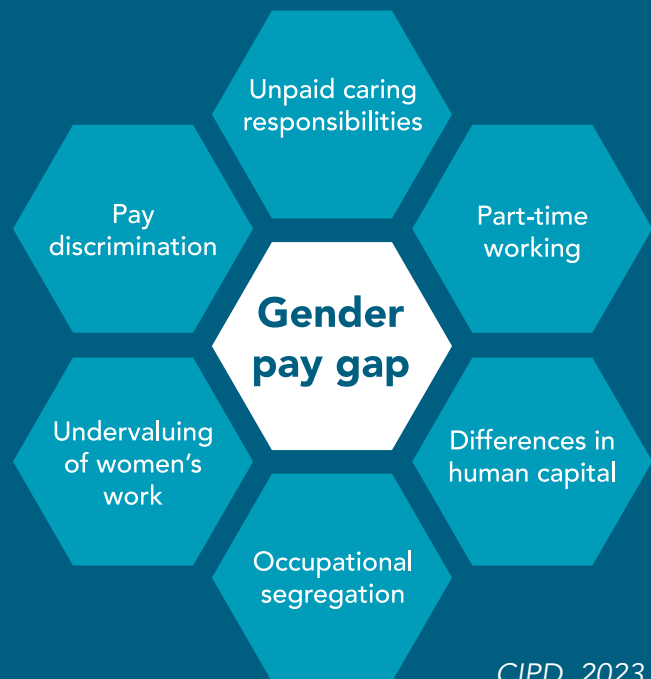 Unpaid caring
responsibilities
Pay
discrimination
Part-time
working
Gender
pay gap
Undervaluing
of women's
work
Differences in
human capital
Occupational
segregation
CIPD, 2023